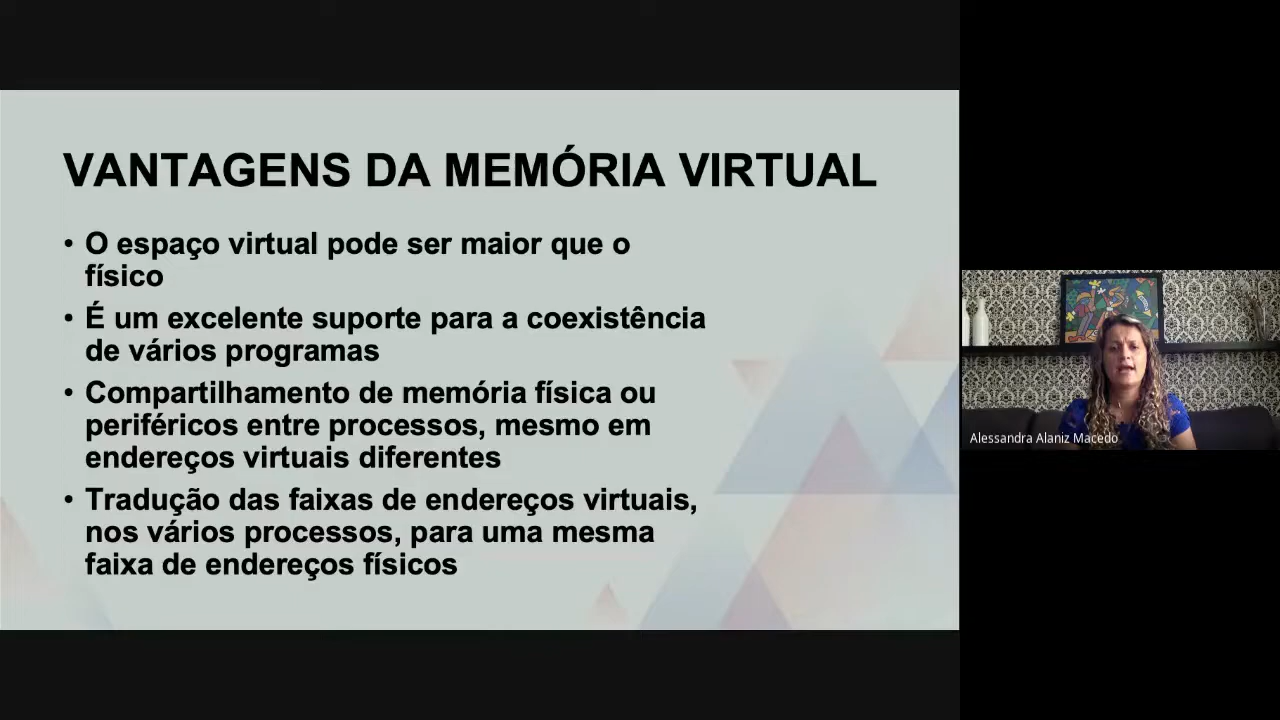 VANTAGENS DA MEMÓRIA VIRTUAL
• O espaço virtual pode ser maior que o
físico
• É um excelente suporte para a coexistência
de vários programas
• Compartilhamento de memória física ou
periféricos entre processos, mesmo em
endereços virtuais diferentes
• Tradução das faixas de endereços virtuais,
nos vários processos, para uma mesma
faixa de endereços físicos
Alessandra Alaniz Macedo